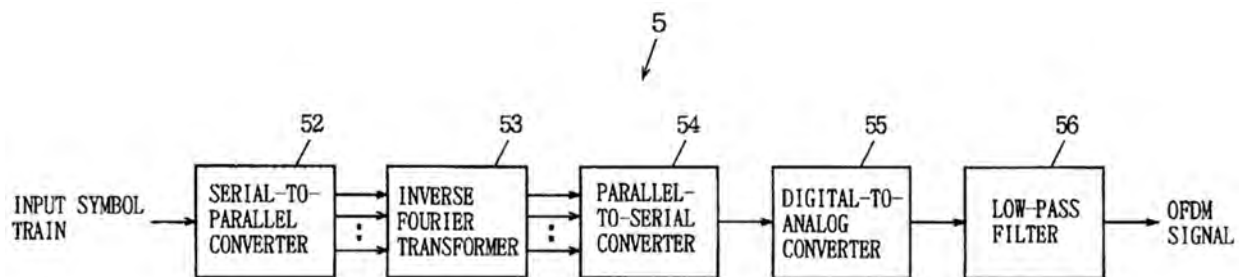 5
52
53
54
55
56
INPUT SYMBOL
TRAIN
SERIAL-TO-
PARALLEL
CONVERTER
INVERSE
FOURIER
TRANSFORMER
PARALLEL-
TO-SERIAL
CONVERTER
DIGITAL-TO-
ANALOG
CONVERTER
LOW-PASS
FILTER
OFDM
SIGNAL